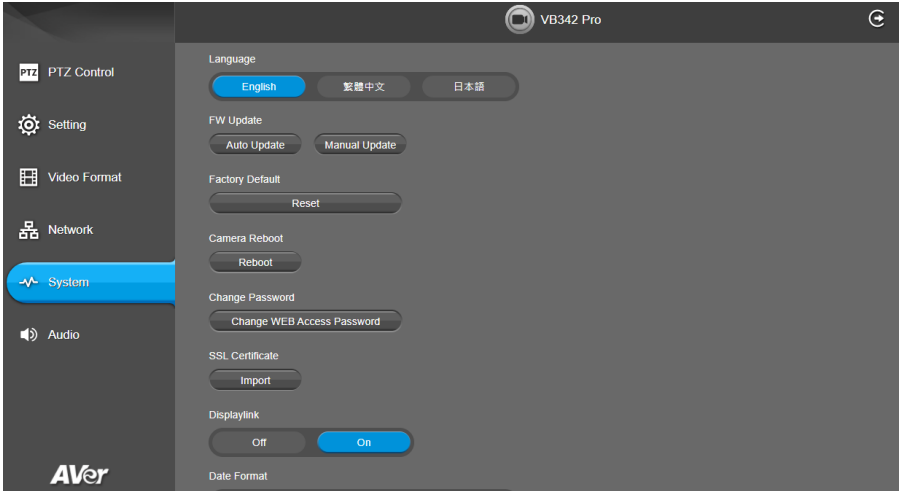 VB342 Pro
PTZ PTZ Control
Setting
Video Format
Network
System
Audio
AVer
Language
English 繁體中文 日本語
FW Update
Auto Update Manual Update
Factory Default
Reset
Camera Reboot
Reboot
Change Password
Change WEB Access Password
SSL Certificate
Import
Displaylink
Off On
Date Format